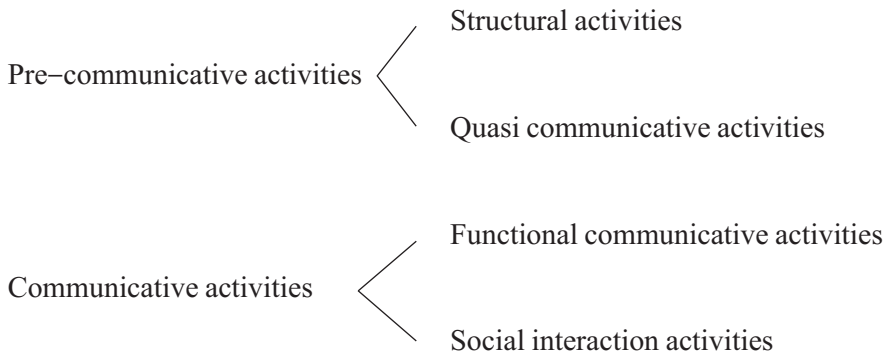 Structural activities
Pre−communicative activities
Quasi communicative activities
Functional communicative activities
Communicative activities
Social interaction activities